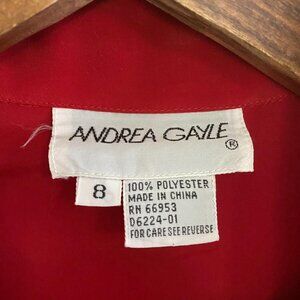 ANDREA GAYLE ®
8
100% POLYESTER
MADE IN CHINA
RN 66953
D6224-01
FOR CARE SEE REVERSE